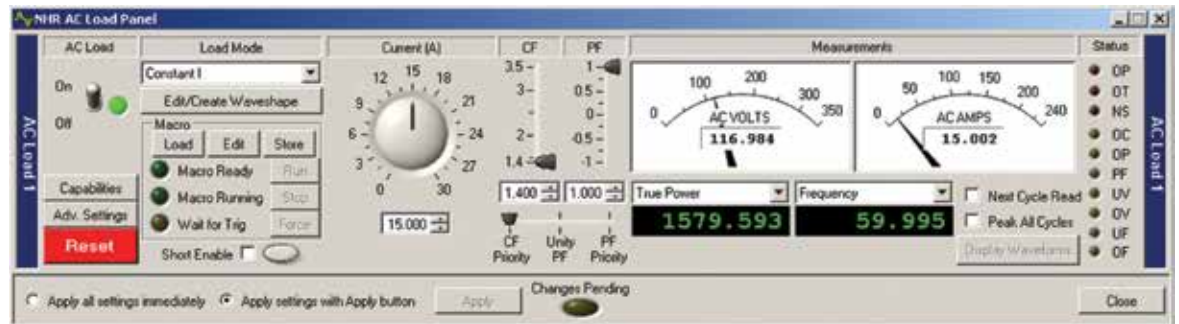 NHR AC Load Panel
AC Load 1
AC Load
On
Off
Capabilities
Adv. Settings
Reset
Load Mode
Constant I
Edit/Create Waveshape
Macro
Load Edit Store
Macro Ready Run
Macro Running Stop
Wait for Trig Force
Short Enable
Current (A)
0 3 6 9 12 15 18 21 24 27 30
15.000
CF PF
3.5 - 1 -
3 - 0.5 -
0 -
2 - -0.5 -
1.4 - -1 -
1.400 1.000
CF Priority Unity PF PF Priority
Measurements
0 100 200 300 350
AC VOLTS
116.984
0 50 100 150 200 240
AC AMPS
15.002
True Power Frequency
1579.593 59.995
Next Cycle Read
Peak All Cycles
Display Waveforms
Status
OP
OT
NS
OC
OP
PF
UV
OV
UF
OF
AC Load 1
Apply all settings immediately Apply settings with Apply button Apply Changes Pending Close